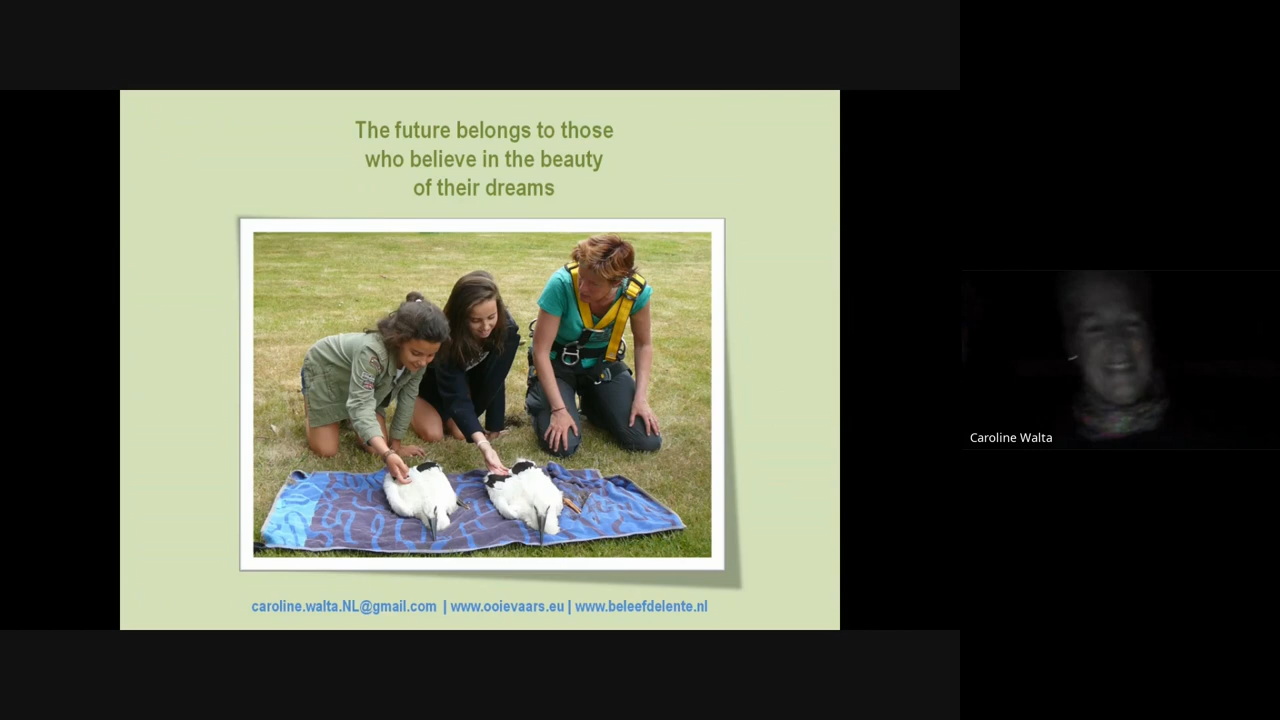 The future belongs to those
who believe in the beauty
of their dreams
caroline.walta.NL@gmail.com | www.ooievaars.eu | www.beleefdelente.nl
Caroline Walta